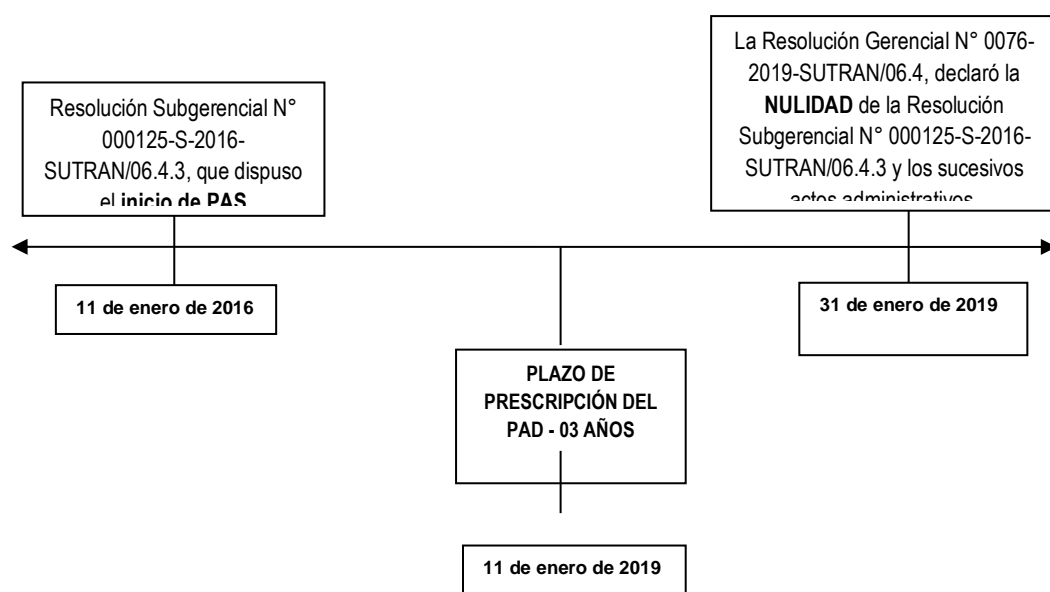 Resolución Subgerencial N°
000125-S-2016-
SUTRAN/06.4.3, que dispuso
el inicio de PAS
11 de enero de 2016
PLAZO DE
PRESCRIPCIÓN DEL
PAD - 03 AÑOS
11 de enero de 2019
La Resolución Gerencial N° 0076-
2019-SUTRAN/06.4, declaró la
NULIDAD de la Resolución
Subgerencial N° 000125-S-2016-
SUTRAN/06.4.3 y los sucesivos
actos administrativos
31 de enero de 2019